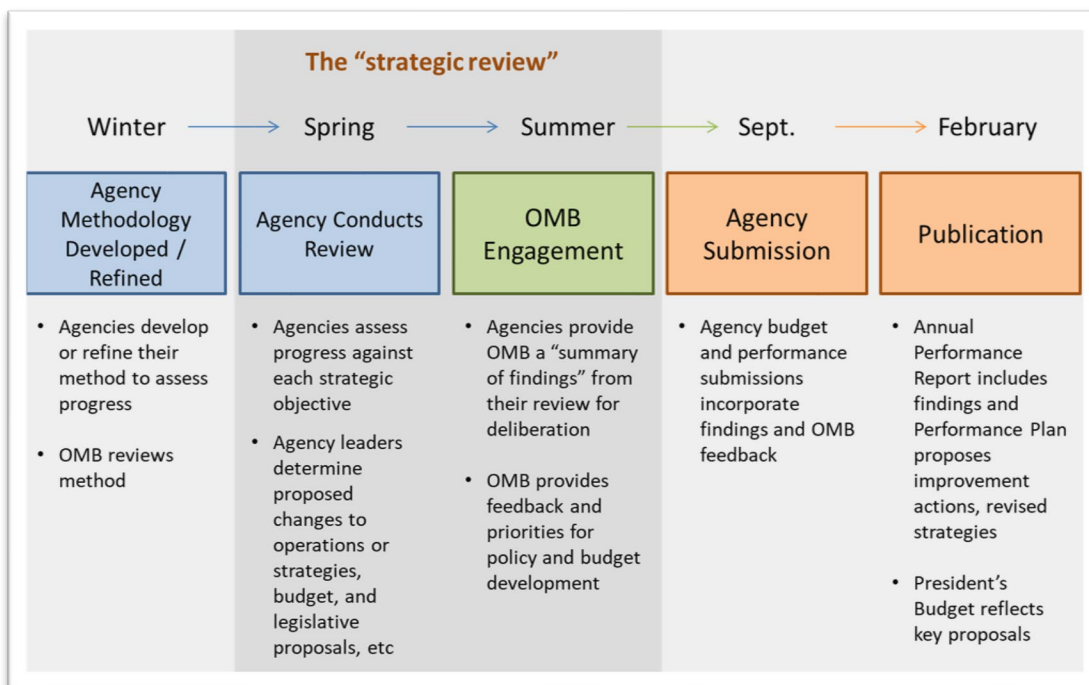 The “strategic review”
Winter
Spring
Summer
Sept.
February
Agency
Methodology
Developed /
Refined
Agency Conducts
Review
OMB
Engagement
Agency
Submission
Publication
• Agencies develop
or refine their
method to assess
progress
• OMB reviews
method
• Agencies assess
progress against
each strategic
objective
• Agency leaders
determine
proposed
changes to
operations or
strategies,
budget, and
legislative
proposals, etc
• Agencies provide
OMB a “summary
of findings” from
their review for
deliberation
• OMB provides
feedback and
priorities for
policy and budget
development
• Agency budget
and performance
submissions
incorporate
findings and OMB
feedback
• Annual
Performance
Report includes
findings and
Performance Plan
proposes
improvement
actions, revised
strategies
• President’s
Budget reflects
key proposals